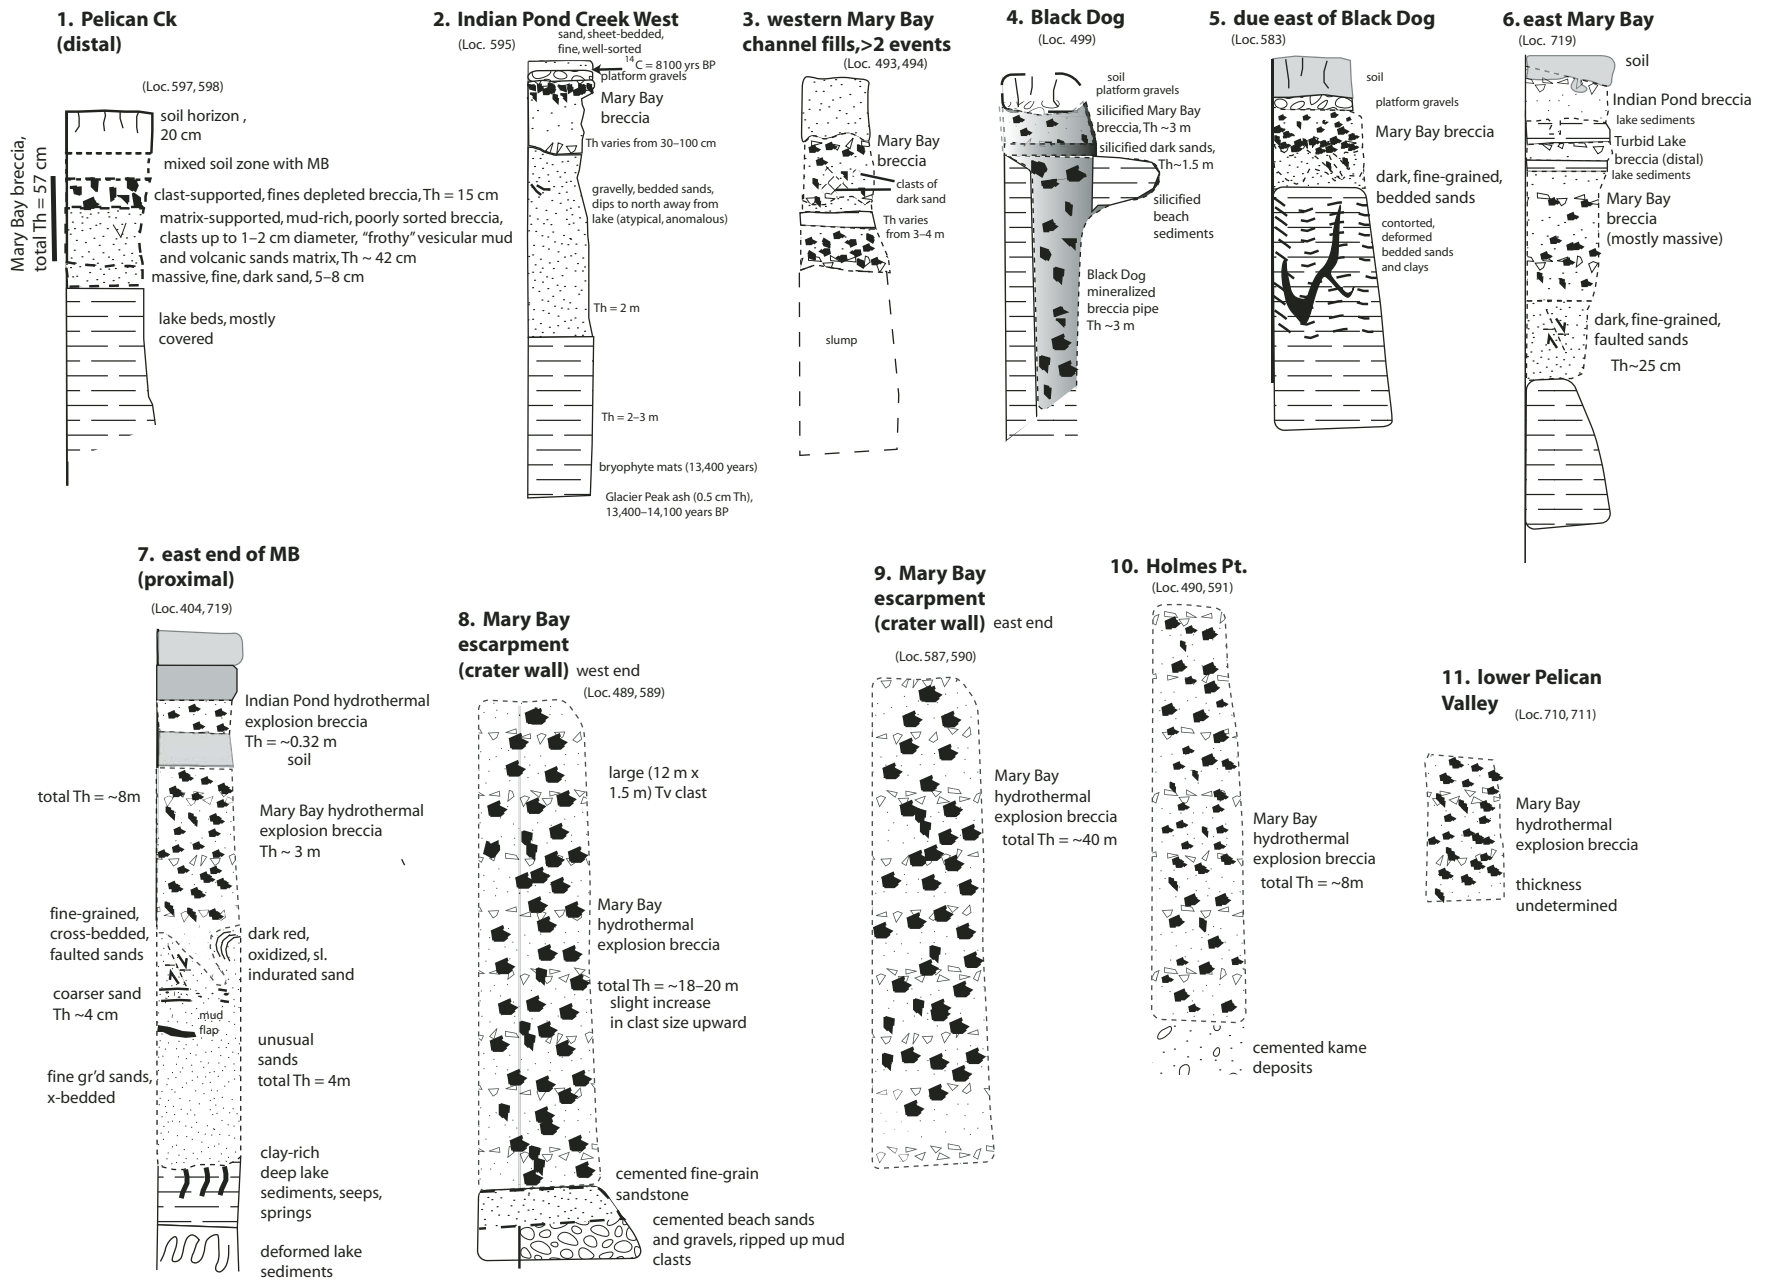 1. Pelican Ck
(distal)
(Loc. 597, 598)
Mary Bay breccia,
total Th = 57 cm
soil horizon ,
20 cm
mixed soil zone with MB
clast-supported, fines depleted breccia, Th = 15 cm
matrix-supported, mud-rich, poorly sorted breccia,
clasts up to 1–2 cm diameter, “frothy” vesicular mud
and volcanic sands matrix, Th ~ 42 cm
massive, fine, dark sand, 5–8 cm
lake beds, mostly
covered
2. Indian Pond Creek West
(Loc. 595)
sand, sheet-bedded,
fine, well-sorted
14C = 8100 yrs BP
platform gravels
Mary Bay
breccia
Th varies from 30–100 cm
gravelly, bedded sands,
dips to north away from
lake (atypical, anomalous)
Th = 2 m
Th = 2–3 m
bryophyte mats (13,400 years)
Glacier Peak ash (0.5 cm Th),
13,400–14,100 years BP
3. western Mary Bay
channel fills,>2 events
(Loc. 493, 494)
Mary Bay
breccia
clasts of
dark sand
Th varies
from 3–4 m
slump
4. Black Dog
(Loc. 499)
soil
platform gravels
silicified Mary Bay
breccia, Th ~3 m
silicified dark sands,
Th~1.5 m
silicified
beach
sediments
Black Dog
mineralized
breccia pipe
Th ~3 m
5. due east of Black Dog
(Loc.583)
soil
platform gravels
Mary Bay breccia
dark, fine-grained,
bedded sands
contorted,
deformed
bedded sands
and clays
6. east Mary Bay
(Loc. 719)
soil
Indian Pond breccia
lake sediments
Turbid Lake
breccia (distal)
lake sediments
Mary Bay
breccia
(mostly massive)
dark, fine-grained,
faulted sands
Th~25 cm
7. east end of MB
(proximal)
(Loc. 404, 719)
Indian Pond hydrothermal
explosion breccia
Th = ~0.32 m
soil
total Th = ~8m
Mary Bay hydrothermal
explosion breccia
Th ~ 3 m
fine-grained,
cross-bedded,
faulted sands
dark red,
oxidized, sl.
indurated sand
coarser sand
Th ~4 cm
mud
flap
unusual
sands
total Th = 4m
fine gr’d sands,
x-bedded
clay-rich
deep lake
sediments, seeps,
springs
deformed lake
sediments
8. Mary Bay
escarpment
(crater wall) west end
(Loc. 489, 589)
large (12 m x
1.5 m) Tv clast
Mary Bay
hydrothermal
explosion breccia
total Th = ~18–20 m
slight increase
in clast size upward
cemented fine-grain
sandstone
cemented beach sands
and gravels, ripped up mud
clasts
9. Mary Bay
escarpment
(crater wall) east end
(Loc. 587, 590)
Mary Bay
hydrothermal
explosion breccia
total Th = ~40 m
10. Holmes Pt.
(Loc. 490, 591)
Mary Bay
hydrothermal
explosion breccia
total Th = ~8m
cemented kame
deposits
11. lower Pelican
Valley
(Loc. 710, 711)
Mary Bay
hydrothermal
explosion breccia
thickness
undetermined